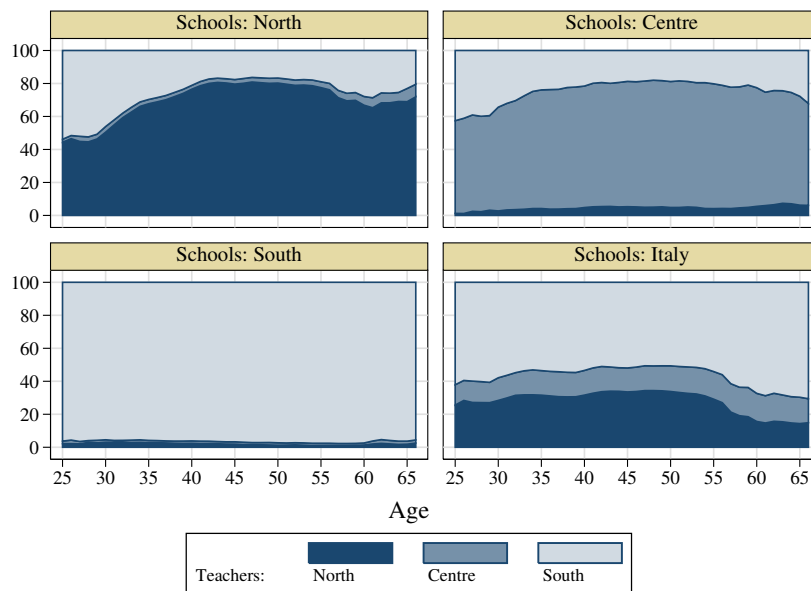 Schools: North
Schools: Centre
100
80
60
40
20
0
Schools: South
Schools: Italy
100
80
60
40
20
0
25 30 35 40 45 50 55 60 65
25 30 35 40 45 50 55 60 65
Age
Teachers: North Centre South